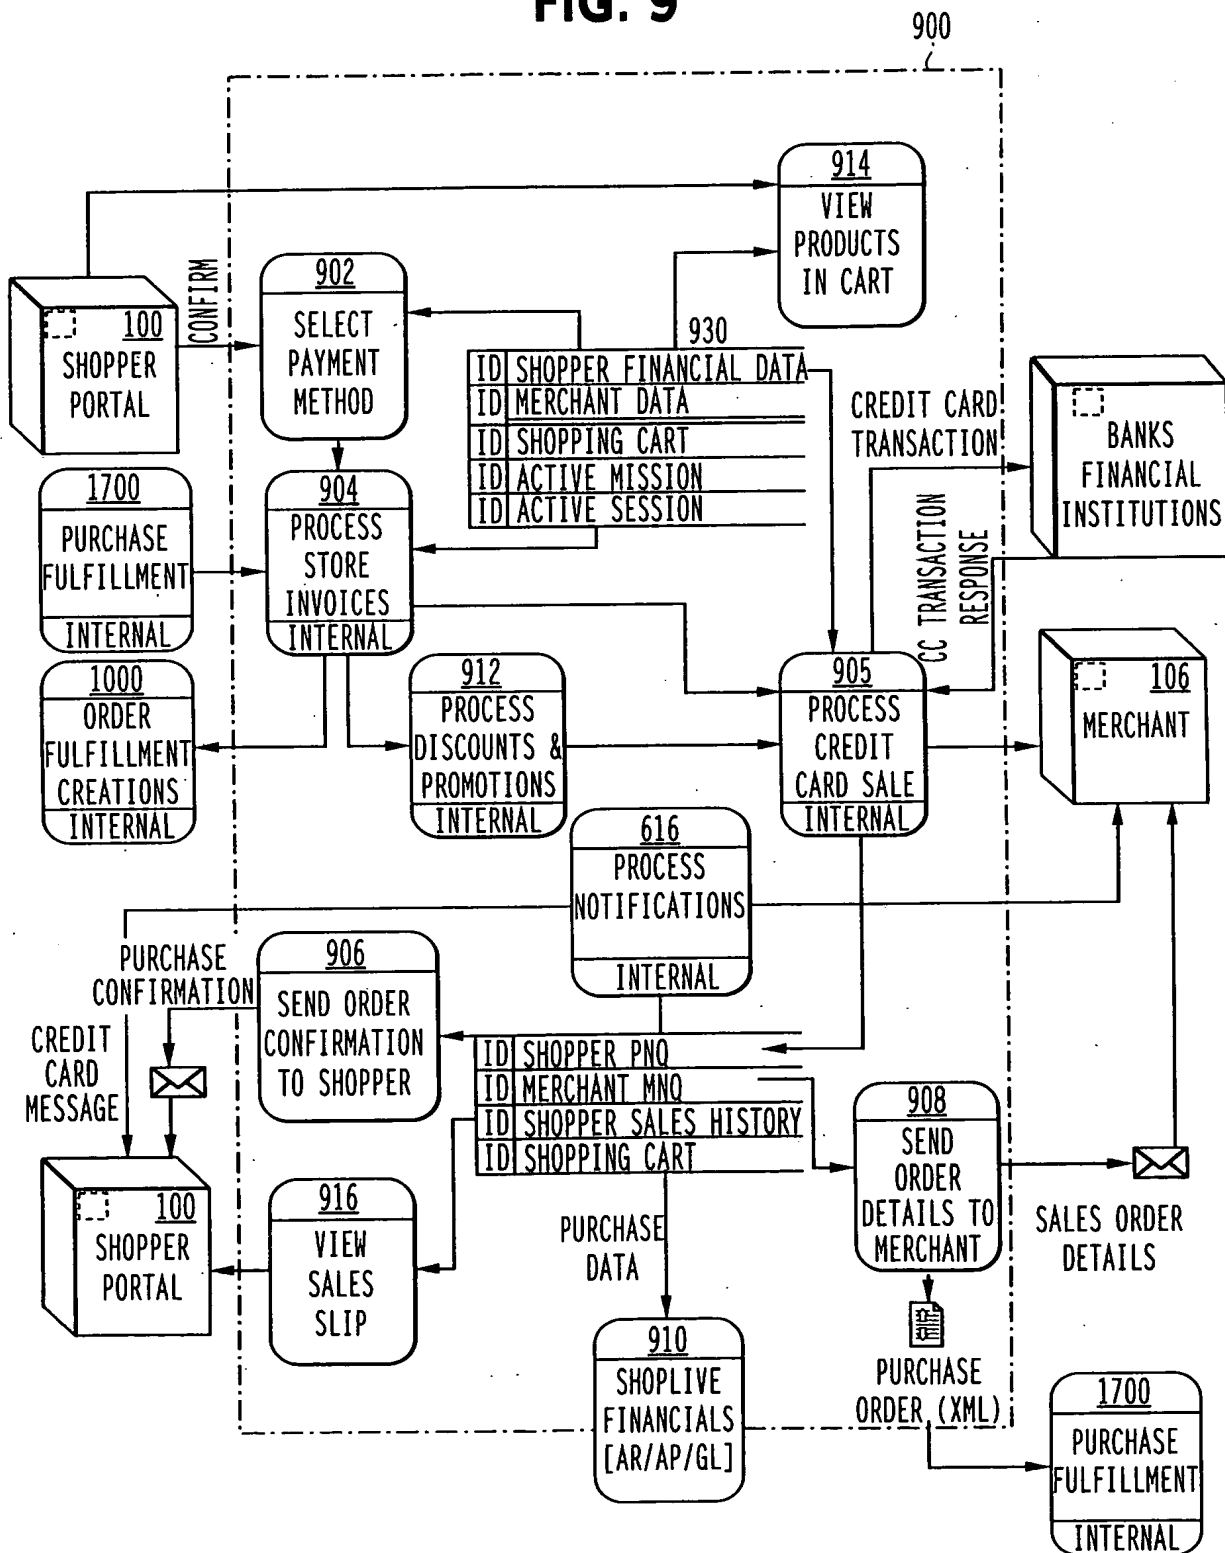 FIG. 9
900
914
VIEW
PRODUCTS
IN CART
902
SELECT
PAYMENT
METHOD
CONFIRM
100
SHOPPER
PORTAL
930
ID SHOPPER FINANCIAL DATA
ID MERCHANT DATA
ID SHOPPING CART
ID ACTIVE MISSION
ID ACTIVE SESSION
CREDIT CARD
TRANSACTION
BANKS
FINANCIAL
INSTITUTIONS
1700
PURCHASE
FULFILLMENT
INTERNAL
904
PROCESS
STORE
INVOICES
INTERNAL
CC TRANSACTION
RESPONSE
1000
ORDER
FULFILLMENT
CREATIONS
INTERNAL
912
PROCESS
DISCOUNTS &
PROMOTIONS
INTERNAL
905
PROCESS
CREDIT
CARD SALE
INTERNAL
106
MERCHANT
616
PROCESS
NOTIFICATIONS
INTERNAL
PURCHASE
CONFIRMATION
906
SEND ORDER
CONFIRMATION
TO SHOPPER
CREDIT
CARD
MESSAGE
ID SHOPPER PNQ
ID MERCHANT MNQ
ID SHOPPER SALES HISTORY
ID SHOPPING CART
908
SEND
ORDER
DETAILS TO
MERCHANT
SALES ORDER
DETAILS
100
SHOPPER
PORTAL
916
VIEW
SALES
SLIP
PURCHASE
DATA
910
SHOPLIVE
FINANCIALS
[AR/AP/GL]
PURCHASE
ORDER (XML)
1700
PURCHASE
FULFILLMENT
INTERNAL